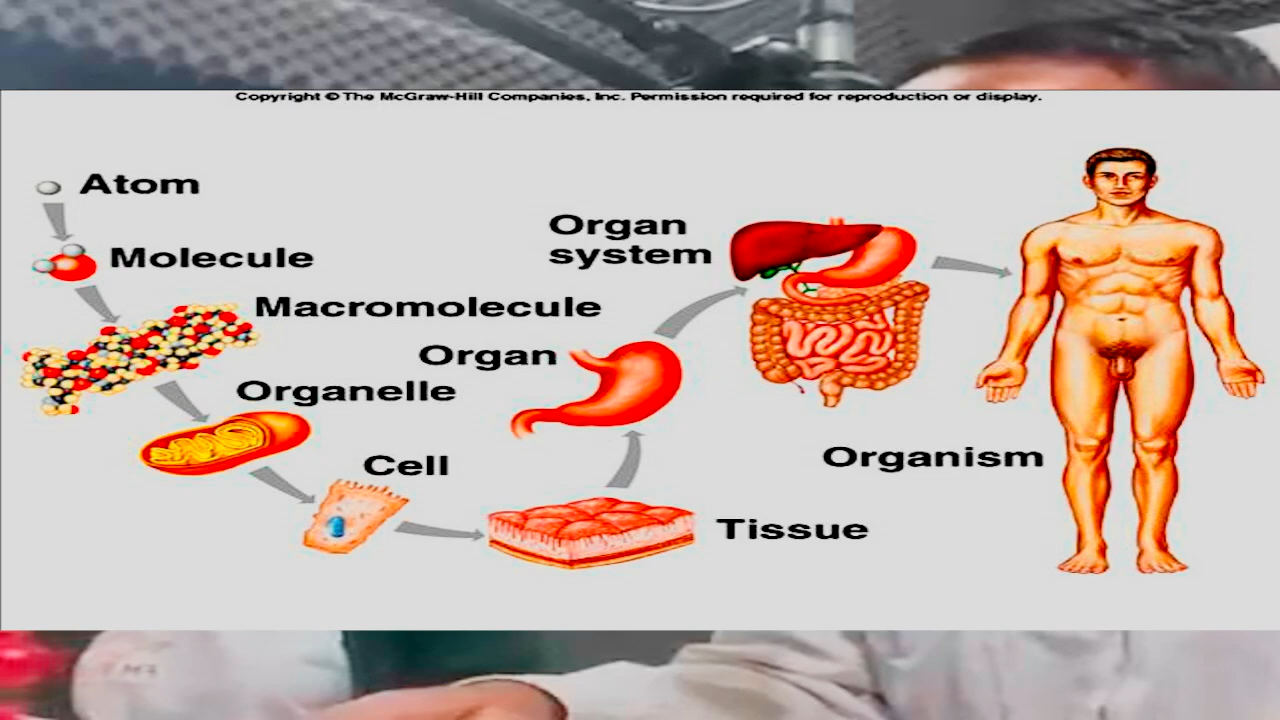 Copyright © The McGraw-Hill Companies, Inc. Permission required for reproduction or display.
Atom
Molecule
Macromolecule
Organelle
Cell
Tissue
Organ
Organ
system
Organism